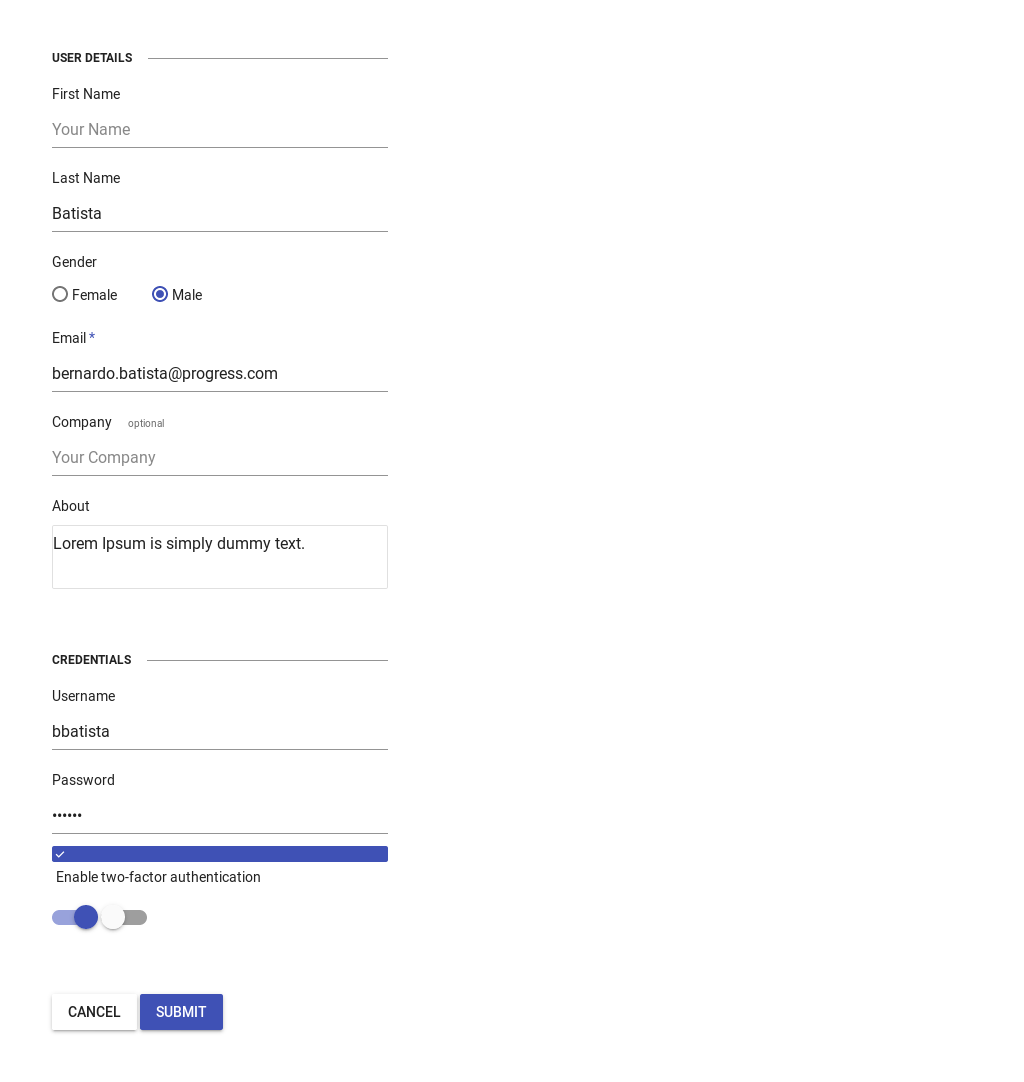 USER DETAILS
First Name
Your Name
Last Name
Batista
Gender
Female Male
Email *
bernardo.batista@progress.com
Company optional
Your Company
About
Lorem Ipsum is simply dummy text.
CREDENTIALS
Username
bbatista
Password
••••••
Enable two-factor authentication
CANCEL SUBMIT